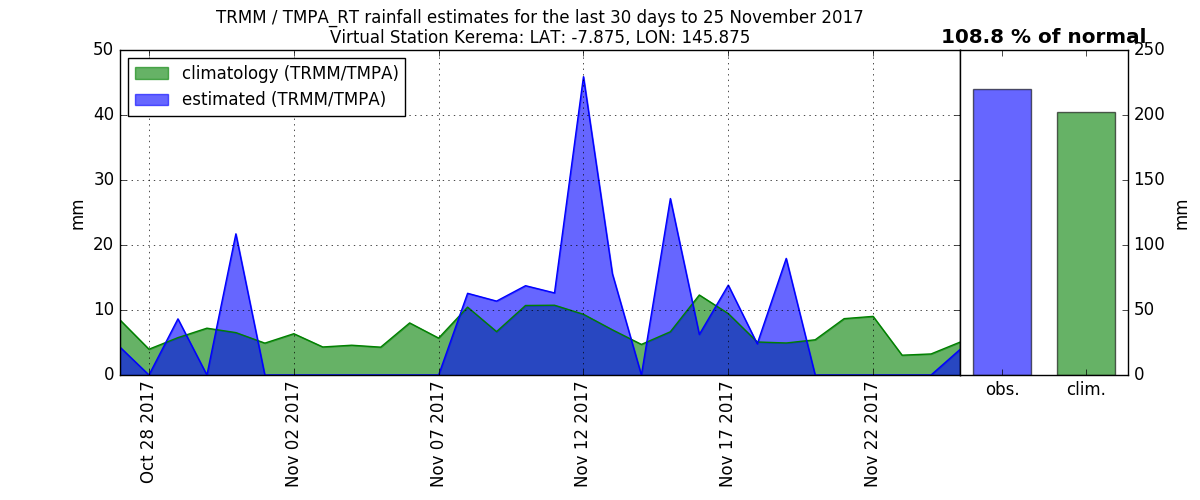 TRMM / TMPA_RT rainfall estimates for the last 30 days to 25 November 2017
Virtual Station Kerema: LAT: -7.875, LON: 145.875
108.8 % of normal
climatology (TRMM/TMPA)
estimated (TRMM/TMPA)
50
40
30
20
10
0
mm
Oct 28 2017
Nov 02 2017
Nov 07 2017
Nov 12 2017
Nov 17 2017
Nov 22 2017
obs.
clim.
250
200
150
100
50
0
mm